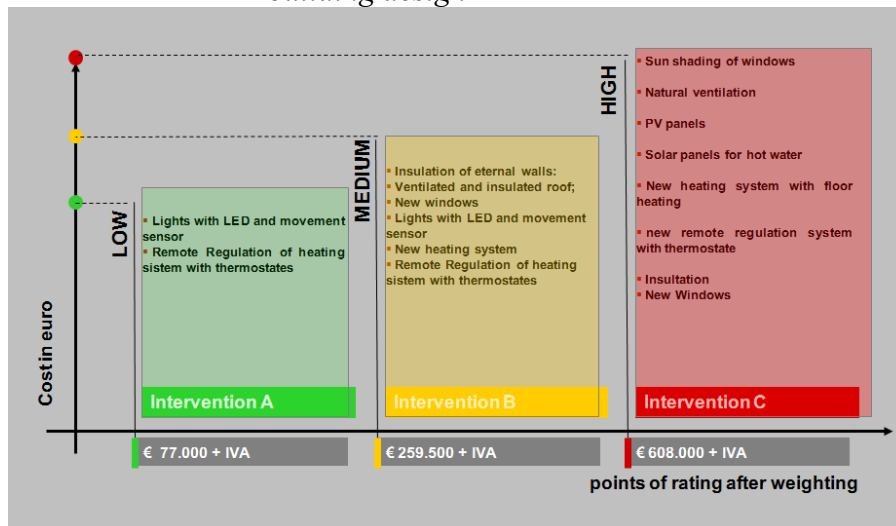 Cost in euro
LOW
▪ Lights with LED and movement
sensor
▪ Remote Regulation of heating
sistem with thermostates
Intervention A
€ 77.000 + IVA
MEDIUM
▪ Insulation of eternal walls:
▪ Ventilated and insulated roof;
▪ New windows
▪ Lights with LED and movement
sensor
▪ New heating system
▪ Remote Regulation of heating
sistem with thermostates
Intervention B
€ 259.500 + IVA
HIGH
▪ Sun shading of windows
▪ Natural ventilation
▪ PV panels
▪ Solar panels for hot water
▪ New heating system with floor
heating
▪ new remote regulation system
with thermostate
▪ Insultation
▪ New Windows
Intervention C
€ 608.000 + IVA
points of rating after weighting